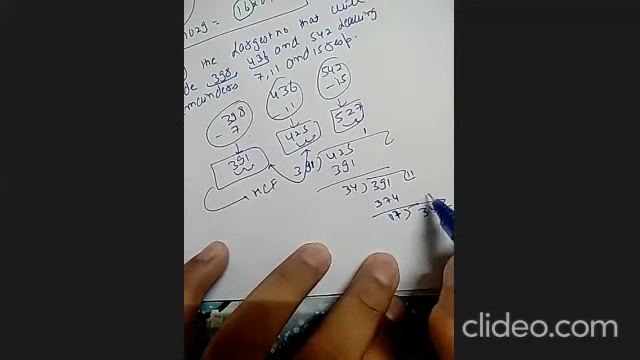 1029 =
the Largest no that will
398, 436 and 542 leaving
remainders 7, 11 and 15 resp.
398
- 7
436
- 11
542
- 15
391
425
527
HCF
391 ) 425 ( 1
391
34 ) 391 ( 11
374
17 ) 34
clideo.com